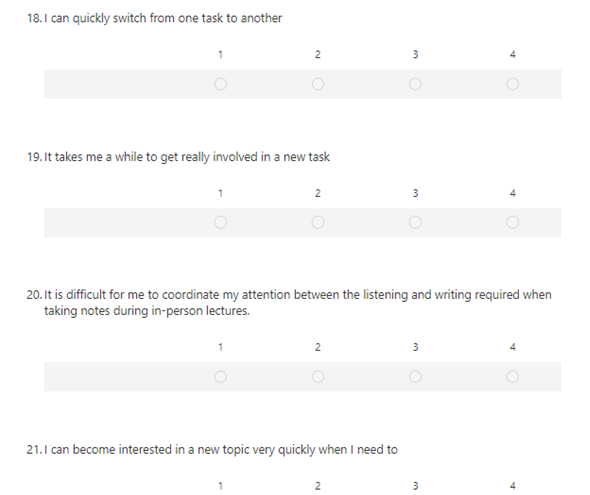 18. I can quickly switch from one task to another
1 2 3 4
19. It takes me a while to get really involved in a new task
1 2 3 4
20. It is difficult for me to coordinate my attention between the listening and writing required when
taking notes during in-person lectures.
1 2 3 4
21. I can become interested in a new topic very quickly when I need to
1 2 3 4